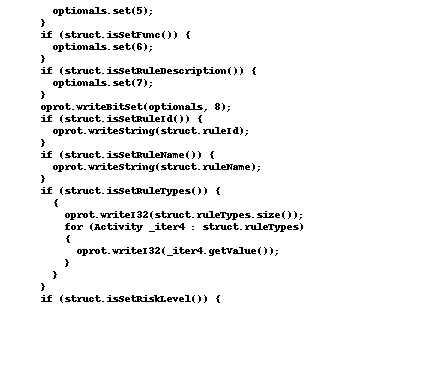 optionals.set(5);
}
if (struct.isSetFunc()) {
optionals.set(6);
}
if (struct.isSetRuleDescription()) {
optionals.set(7);
}
oprot.writeBitSet(optionals, 8);
if (struct.isSetRuleId()) {
oprot.writeString(struct.ruleId);
}
if (struct.isSetRuleName()) {
oprot.writeString(struct.ruleName);
}
if (struct.isSetRuleTypes()) {
{
oprot.writeI32(struct.ruleTypes.size());
for (Activity _iter4 : struct.ruleTypes)
{
oprot.writeI32(_iter4.getValue());
}
}
}
if (struct.isSetRiskLevel()) {